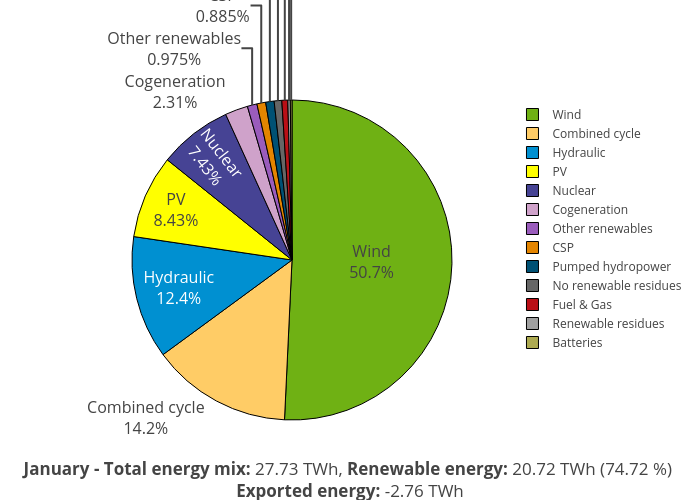 0.885%
Other renewables
0.975%
Cogeneration
2.31%
Nuclear
7.43%
PV
8.43%
Hydraulic
12.4%
Combined cycle
14.2%
Wind
50.7%
Wind
Combined cycle
Hydraulic
PV
Nuclear
Cogeneration
Other renewables
CSP
Pumped hydropower
No renewable residues
Fuel & Gas
Renewable residues
Batteries
January - Total energy mix: 27.73 TWh, Renewable energy: 20.72 TWh (74.72 %)
Exported energy: -2.76 TWh